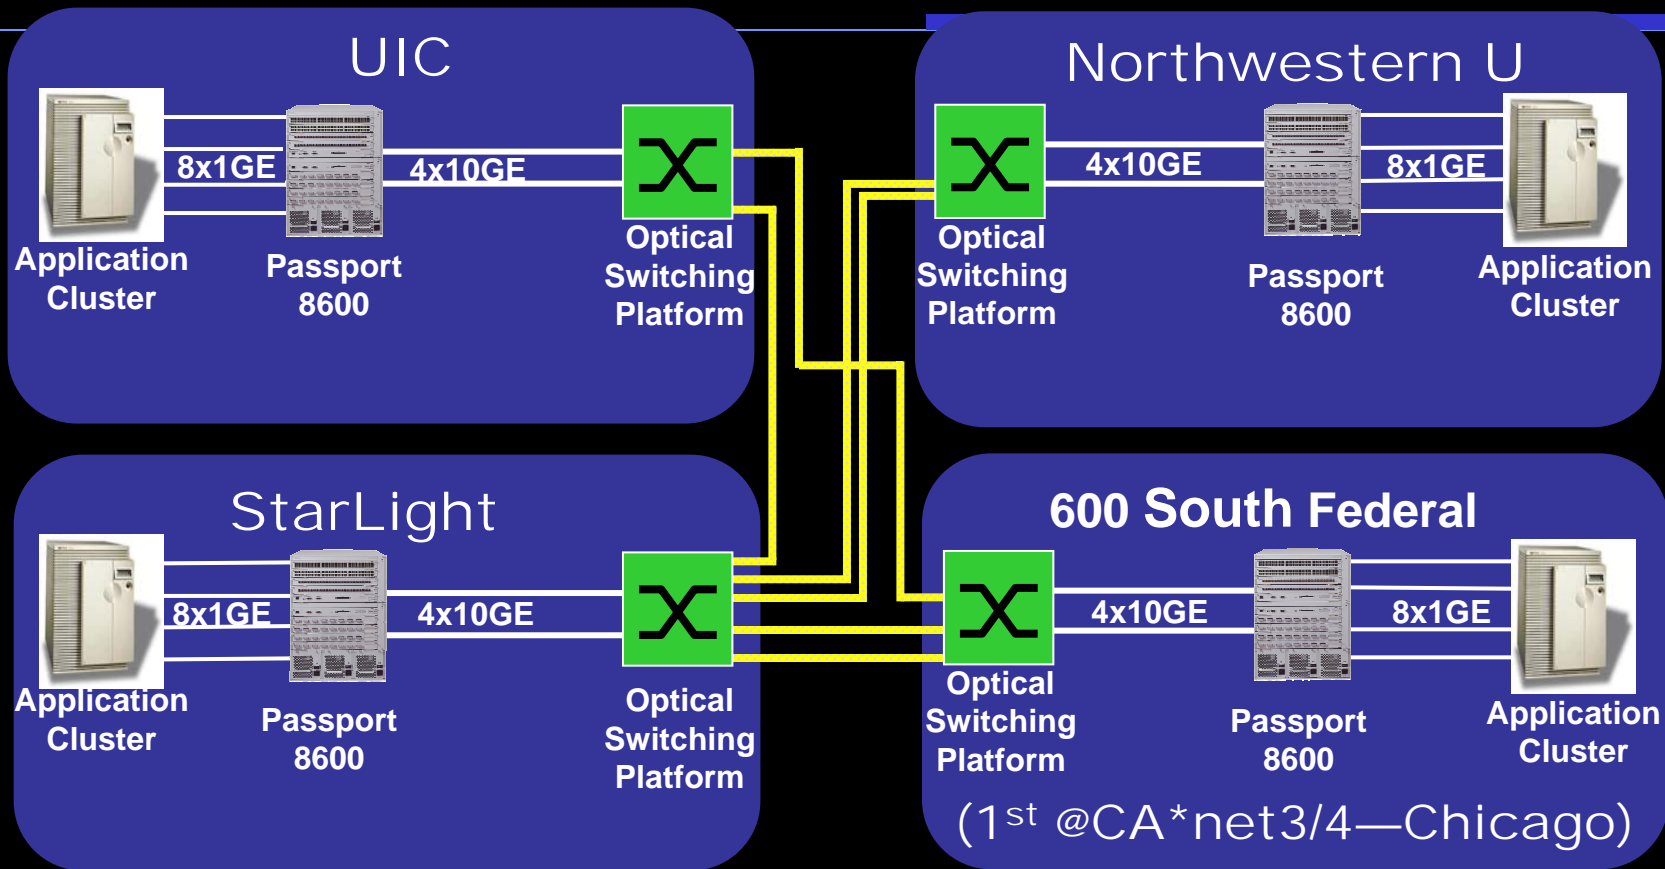 UIC
8x1GE
4x10GE
Application
Cluster
Passport
8600
Optical
Switching
Platform
Northwestern U
4x10GE
8x1GE
Optical
Switching
Platform
Passport
8600
Application
Cluster
StarLight
8x1GE
4x10GE
Application
Cluster
Passport
8600
Optical
Switching
Platform
600 South Federal
4x10GE
8x1GE
Optical
Switching
Platform
Passport
8600
Application
Cluster
(1st @CA*net3/4—Chicago)